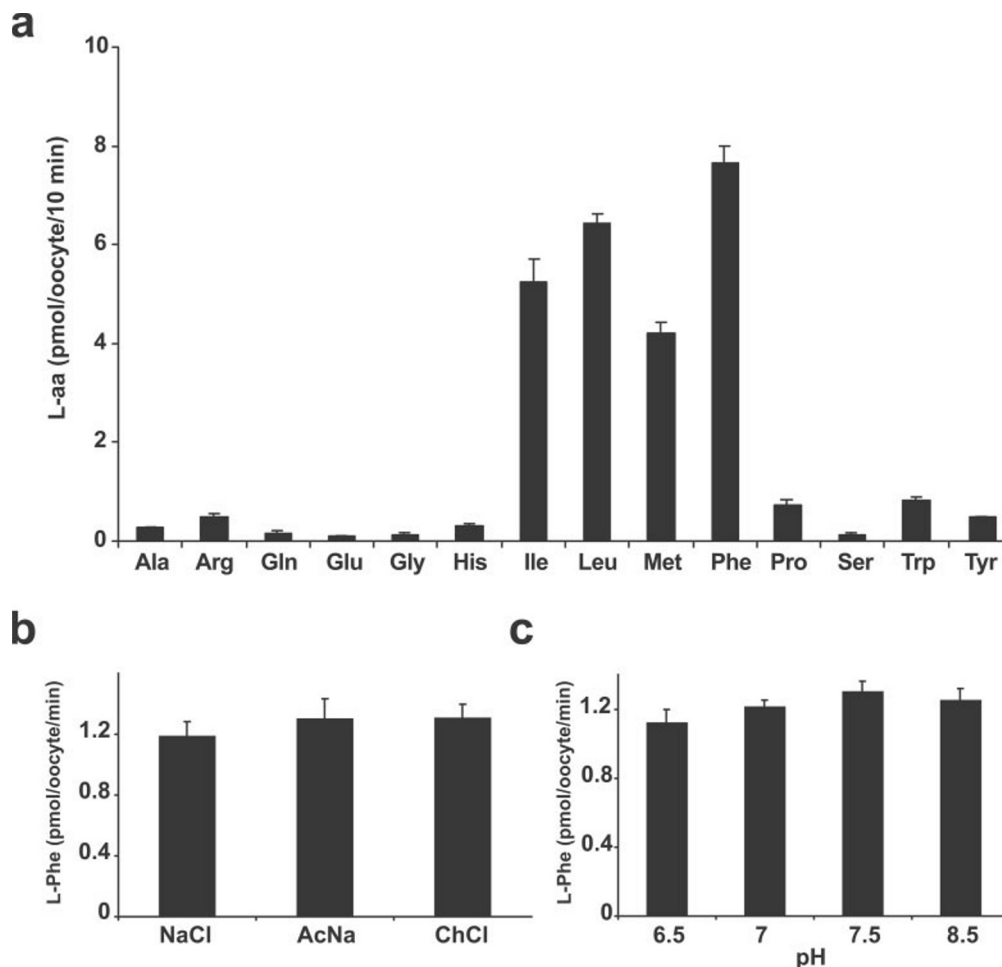 a
L-aa (pmol/oocyte/10 min)
10
8
6
4
2
0
Ala Arg Gln Glu Gly His Ile Leu Met Phe Pro Ser Trp Tyr
b
L-Phe (pmol/oocyte/min)
1.2
0.8
0.4
0
NaCl AcNa ChCl
c
L-Phe (pmol/oocyte/min)
1.2
0.8
0.4
0
6.5 7 7.5 8.5
pH